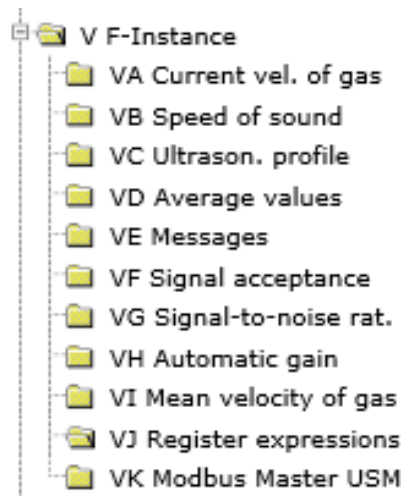 V F-Instance
VA Current vel. of gas
VB Speed of sound
VC Ultrason. profile
VD Average values
VE Messages
VF Signal acceptance
VG Signal-to-noise rat.
VH Automatic gain
VI Mean velocity of gas
VJ Register expressions
VK Modbus Master USM